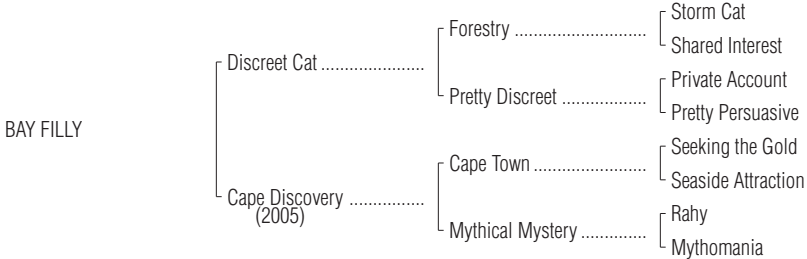 Storm Cat
Forestry ............................
Shared Interest
Discreet Cat ......................
Private Account
Pretty Discreet ..................
Pretty Persuasive
BAY FILLY
Seeking the Gold
Cape Town ........................
Seaside Attraction
Cape Discovery ................
(2005)
Rahy
Mythical Mystery ..............
Mythomania